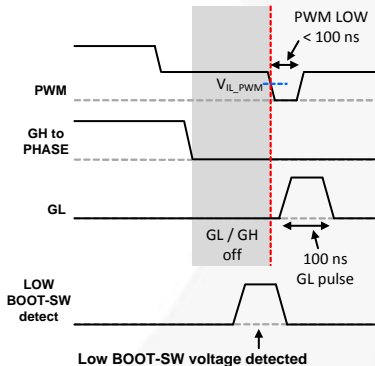 PWM LOW
< 100 ns
V_IL_PWM
PWM
GH to
PHASE
GL
GL / GH
off
100 ns
GL pulse
LOW
BOOT-SW
detect
Low BOOT-SW voltage detected